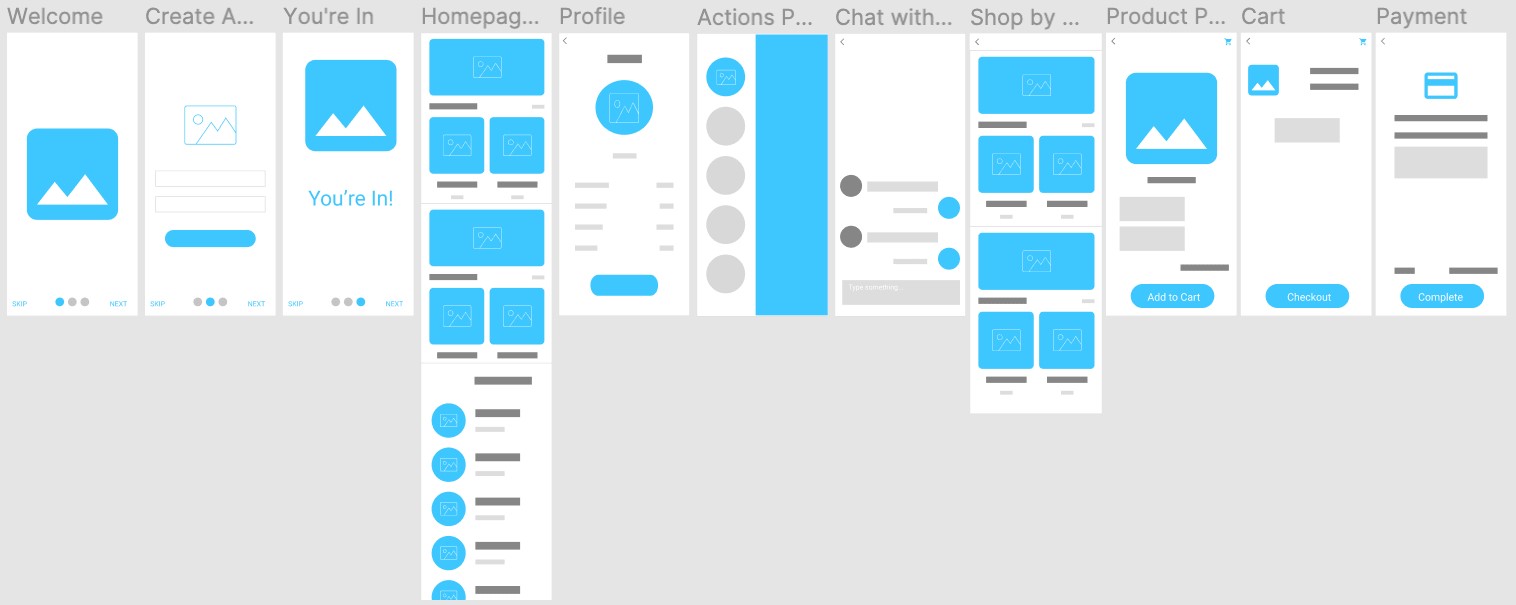 Welcome
Create A...
You're In
Homepag...
Profile
Actions P...
Chat with...
Shop by ...
Product P...
Cart
Payment
You're In!
Type something...
SKIP
NEXT
SKIP
NEXT
SKIP
NEXT
Add to Cart
Checkout
Complete